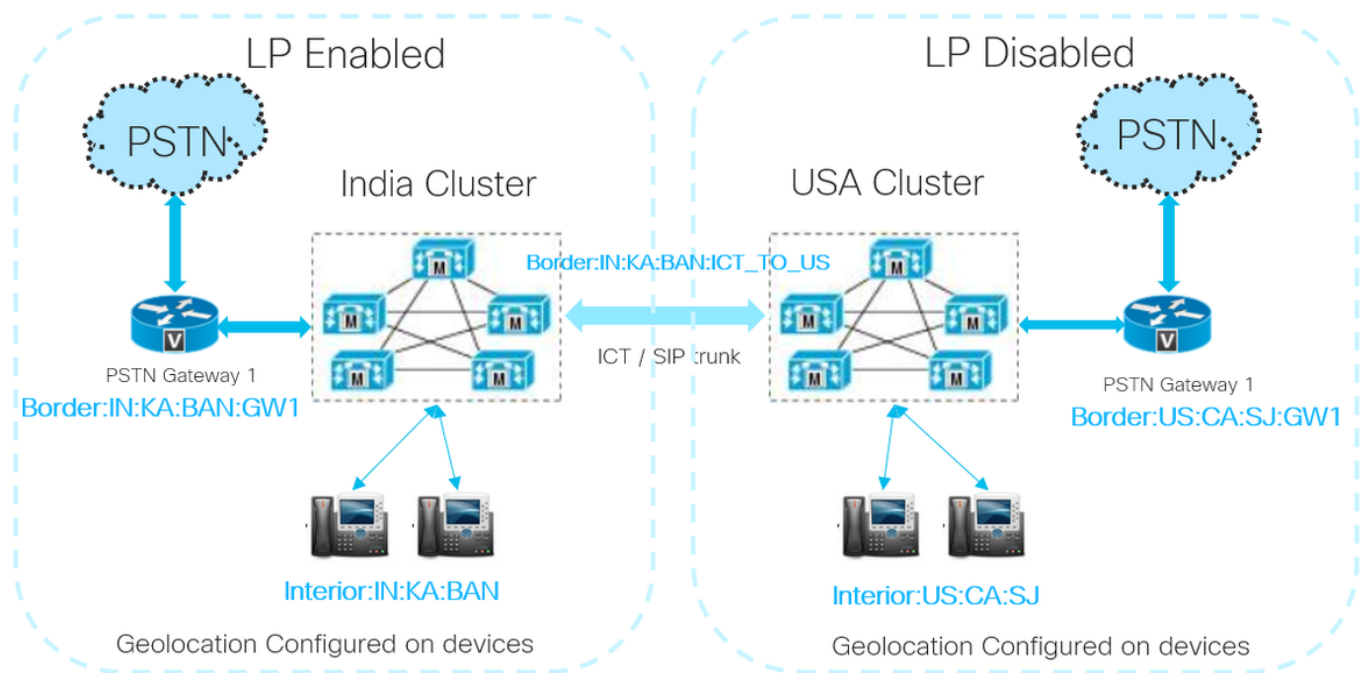 LP Enabled
LP Disabled
PSTN
PSTN
India Cluster
USA Cluster
M
M
M
M
M
Border:IN:KA:BAN:ICT_TO_US
M
M
M
M
M
V
V
ICT / SIP trunk
PSTN Gateway 1
PSTN Gateway 1
Border:IN:KA:BAN:GW1
Border:US:CA:SJ:GW1
Interior:IN:KA:BAN
Interior:US:CA:SJ
Geolocation Configured on devices
Geolocation Configured on devices